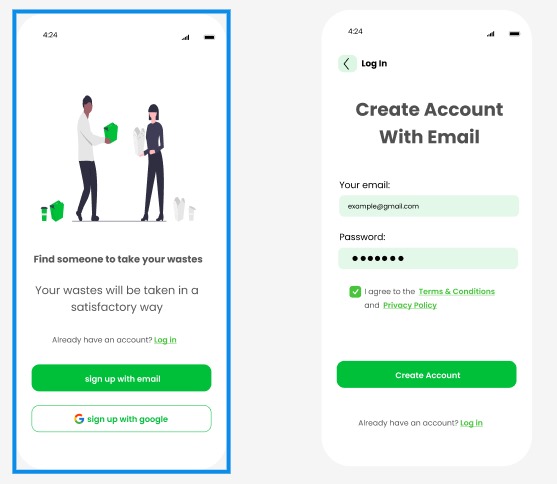 4:24
Find someone to take your wastes
Your wastes will be taken in a
satisfactory way
Already have an account? Log in
sign up with email
sign up with google
4:24
Log In
Create Account
With Email
Your email:
example@gmail.com
Password:
I agree to the Terms & Conditions
and Privacy Policy
Create Account
Already have an account? Log in